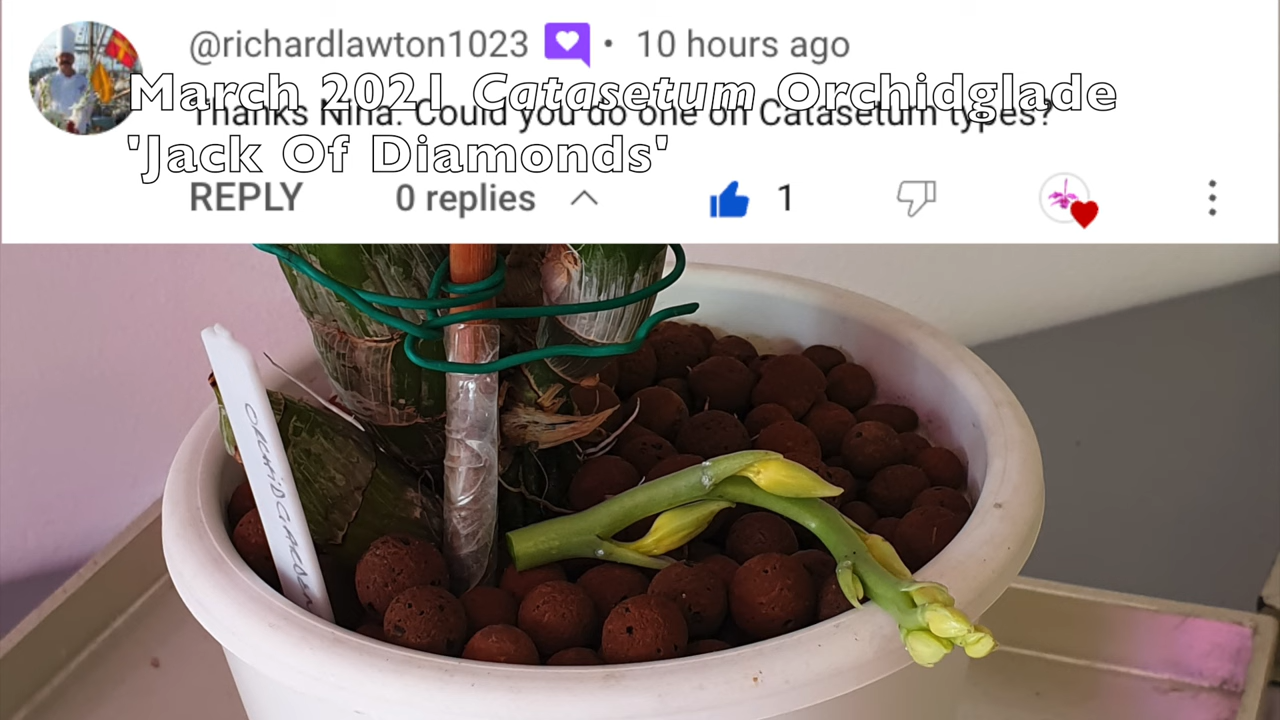 @richardlawton1023 • 10 hours ago
March 2021 Catasetum Orchidglade
Thanks Nina. Could you do one on Catasetum types?
'Jack Of Diamonds'
REPLY 0 replies 1
ORCHIDGARDEN